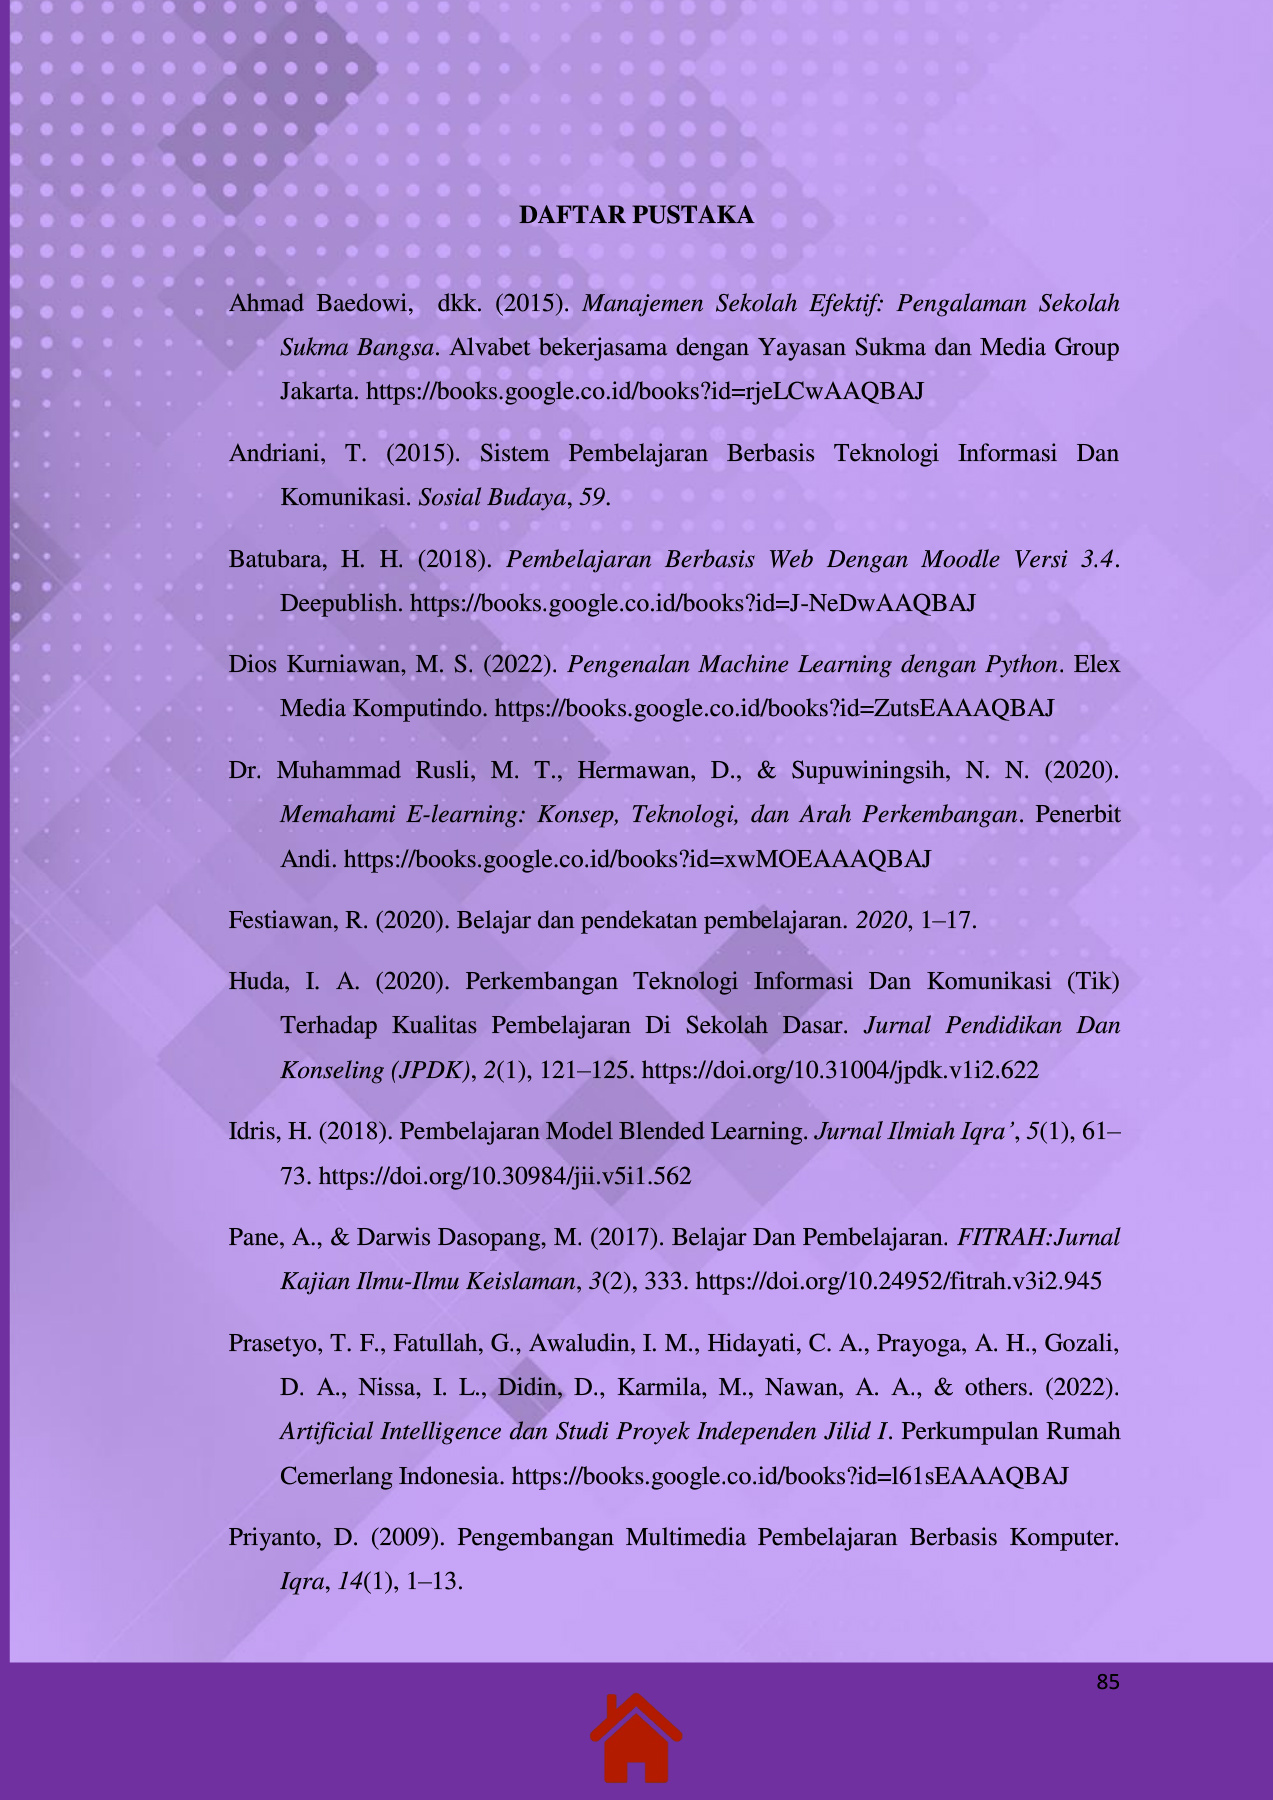 DAFTAR PUSTAKA
Ahmad Baedowi, dkk. (2015). Manajemen Sekolah Efektif: Pengalaman Sekolah
Sukma Bangsa. Alvabet bekerjasama dengan Yayasan Sukma dan Media Group
Jakarta. https://books.google.co.id/books?id=rjeLCwAAQBAJ
Andriani, T. (2015). Sistem Pembelajaran Berbasis Teknologi Informasi Dan
Komunikasi. Sosial Budaya, 59.
Batubara, H. H. (2018). Pembelajaran Berbasis Web Dengan Moodle Versi 3.4.
Deepublish. https://books.google.co.id/books?id=J-NeDwAAQBAJ
Dios Kurniawan, M. S. (2022). Pengenalan Machine Learning dengan Python. Elex
Media Komputindo. https://books.google.co.id/books?id=ZutsEAAAQBAJ
Dr. Muhammad Rusli, M. T., Hermawan, D., & Supuwiningsih, N. N. (2020).
Memahami E-learning: Konsep, Teknologi, dan Arah Perkembangan. Penerbit
Andi. https://books.google.co.id/books?id=xwMOEAAAQBAJ
Festiawan, R. (2020). Belajar dan pendekatan pembelajaran. 2020, 1–17.
Huda, I. A. (2020). Perkembangan Teknologi Informasi Dan Komunikasi (Tik)
Terhadap Kualitas Pembelajaran Di Sekolah Dasar. Jurnal Pendidikan Dan
Konseling (JPDK), 2(1), 121–125. https://doi.org/10.31004/jpdk.v1i2.622
Idris, H. (2018). Pembelajaran Model Blended Learning. Jurnal Ilmiah Iqra’, 5(1), 61–
73. https://doi.org/10.30984/jii.v5i1.562
Pane, A., & Darwis Dasopang, M. (2017). Belajar Dan Pembelajaran. FITRAH:Jurnal
Kajian Ilmu-Ilmu Keislaman, 3(2), 333. https://doi.org/10.24952/fitrah.v3i2.945
Prasetyo, T. F., Fatullah, G., Awaludin, I. M., Hidayati, C. A., Prayoga, A. H., Gozali,
D. A., Nissa, I. L., Didin, D., Karmila, M., Nawan, A. A., & others. (2022).
Artificial Intelligence dan Studi Proyek Independen Jilid I. Perkumpulan Rumah
Cemerlang Indonesia. https://books.google.co.id/books?id=l61sEAAAQBAJ
Priyanto, D. (2009). Pengembangan Multimedia Pembelajaran Berbasis Komputer.
Iqra, 14(1), 1–13.
85